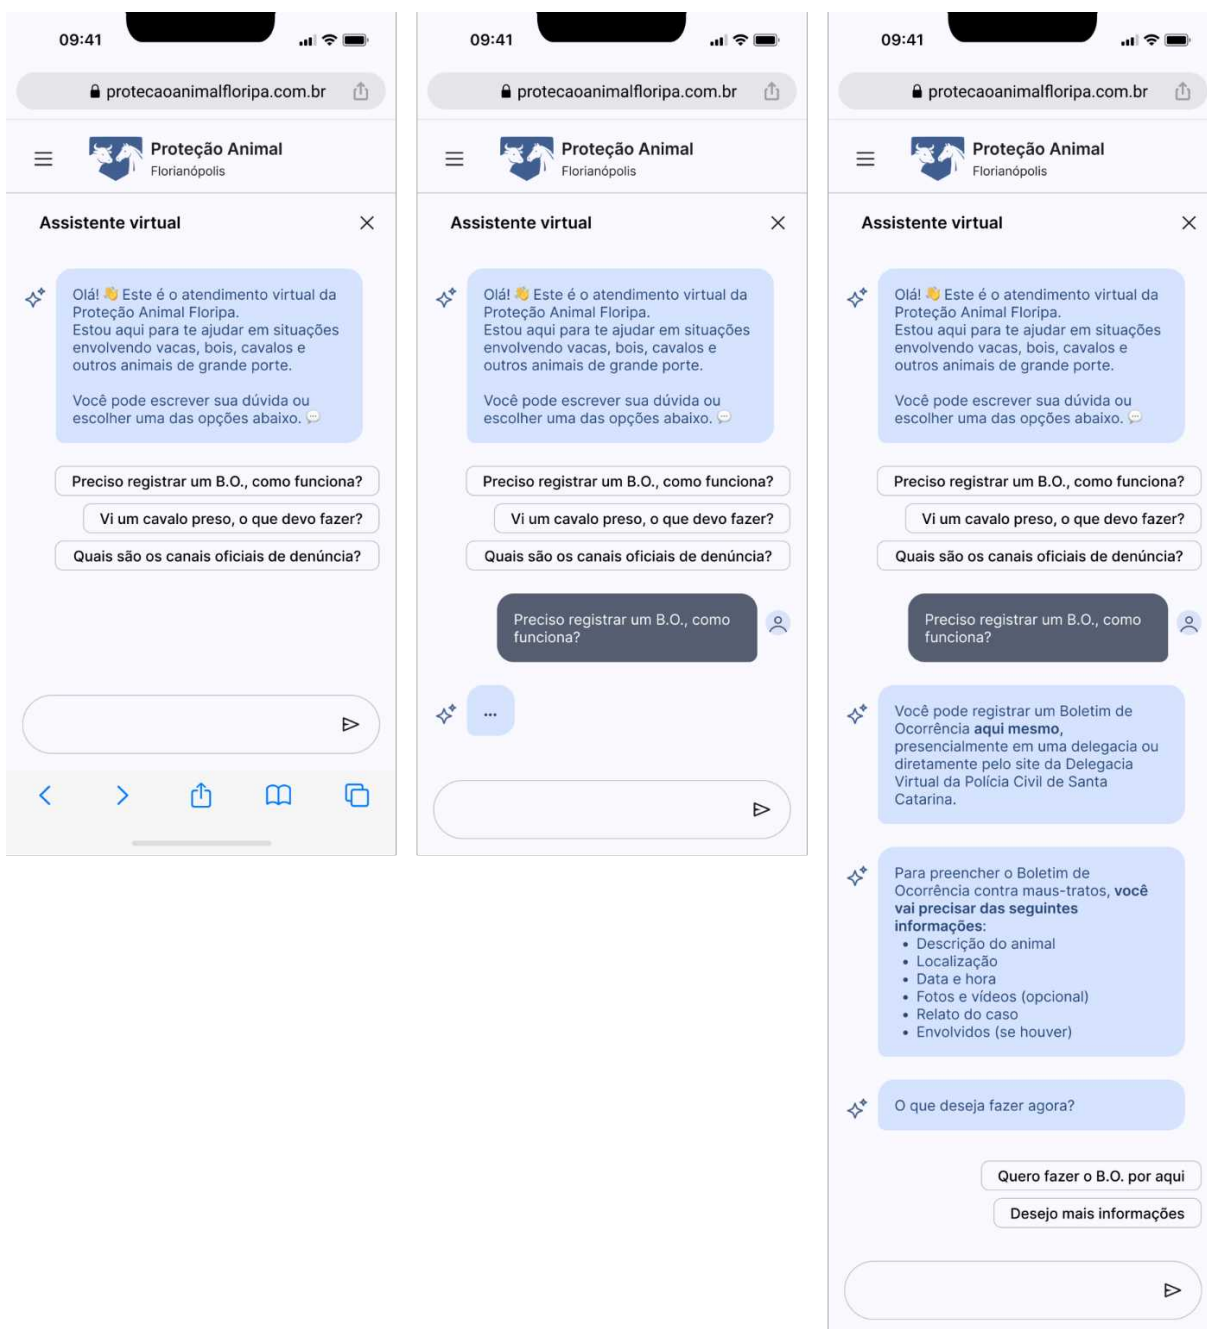 09:41
protecaoanimalfloripa.com.br
Proteção Animal
Florianópolis
Assistente virtual
Olá! 👋 Este é o atendimento virtual da
Proteção Animal Floripa.
Estou aqui para te ajudar em situações
envolvendo vacas, bois, cavalos e
outros animais de grande porte.
Você pode escrever sua dúvida ou
escolher uma das opções abaixo. 💬
Preciso registrar um B.O., como funciona?
Vi um cavalo preso, o que devo fazer?
Quais são os canais oficiais de denúncia?
09:41
protecaoanimalfloripa.com.br
Proteção Animal
Florianópolis
Assistente virtual
Olá! 👋 Este é o atendimento virtual da
Proteção Animal Floripa.
Estou aqui para te ajudar em situações
envolvendo vacas, bois, cavalos e
outros animais de grande porte.
Você pode escrever sua dúvida ou
escolher uma das opções abaixo. 💬
Preciso registrar um B.O., como funciona?
Vi um cavalo preso, o que devo fazer?
Quais são os canais oficiais de denúncia?
Preciso registrar um B.O., como
funciona?
...
09:41
protecaoanimalfloripa.com.br
Proteção Animal
Florianópolis
Assistente virtual
Olá! 👋 Este é o atendimento virtual da
Proteção Animal Floripa.
Estou aqui para te ajudar em situações
envolvendo vacas, bois, cavalos e
outros animais de grande porte.
Você pode escrever sua dúvida ou
escolher uma das opções abaixo. 💬
Preciso registrar um B.O., como funciona?
Vi um cavalo preso, o que devo fazer?
Quais são os canais oficiais de denúncia?
Preciso registrar um B.O., como
funciona?
Você pode registrar um Boletim de
Ocorrência aqui mesmo,
presencialmente em uma delegacia ou
diretamente pelo site da Delegacia
Virtual da Polícia Civil de Santa
Catarina.
Para preencher o Boletim de
Ocorrência contra maus-tratos, você
vai precisar das seguintes
informações:
• Descrição do animal
• Localização
• Data e hora
• Fotos e vídeos (opcional)
• Relato do caso
• Envolvidos (se houver)
O que deseja fazer agora?
Quero fazer o B.O. por aqui
Desejo mais informações